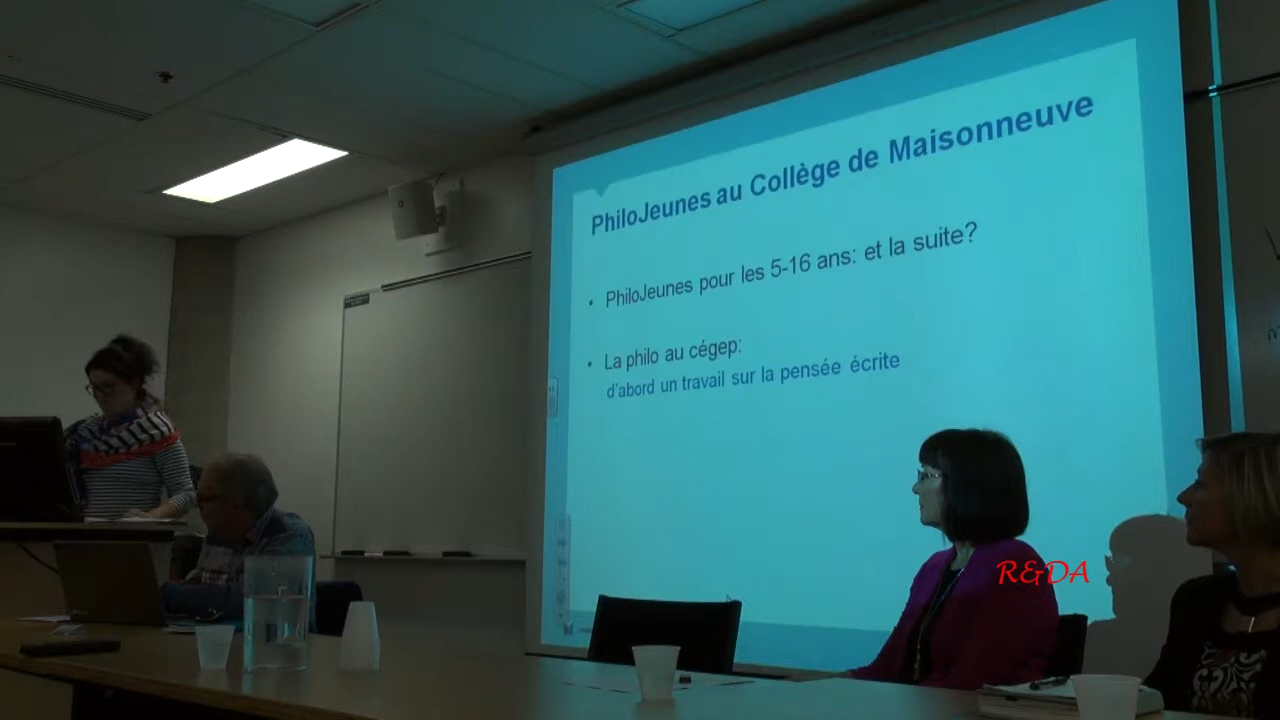 PhiloJeunes au Collège de Maisonneuve
• PhiloJeunes pour les 5-16 ans: et la suite?
• La philo au cégep:
d'abord un travail sur la pensée écrite
R&DA